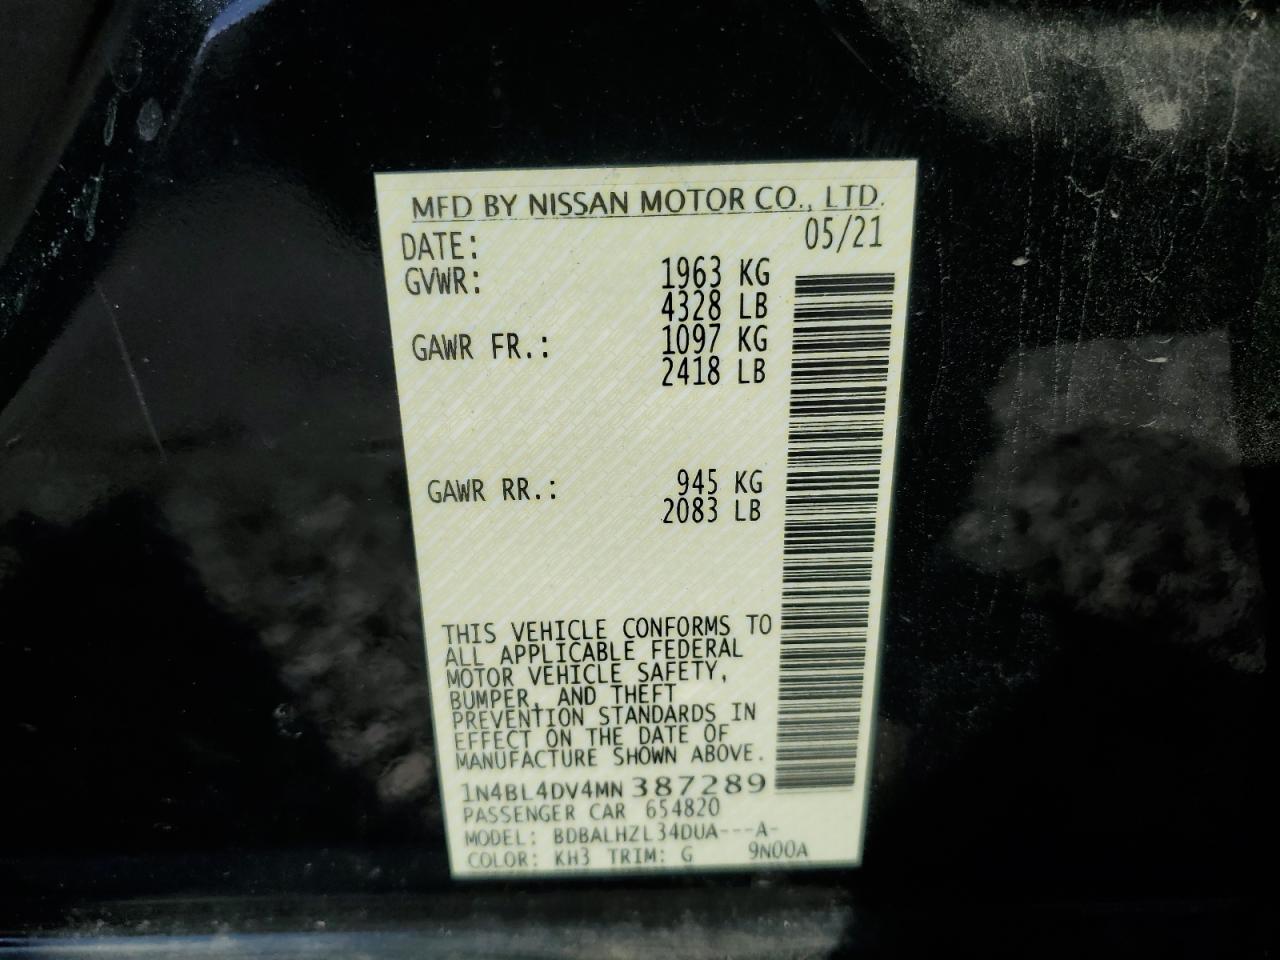 MFD BY NISSAN MOTOR CO., LTD.
DATE: 05/21
GVWR: 1963 KG
4328 LB
GAWR FR.: 1097 KG
2418 LB
GAWR RR.: 945 KG
2083 LB
THIS VEHICLE CONFORMS TO
ALL APPLICABLE FEDERAL
MOTOR VEHICLE SAFETY,
BUMPER, AND THEFT
PREVENTION STANDARDS IN
EFFECT ON THE DATE OF
MANUFACTURE SHOWN ABOVE.
1N4BL4DV4MN387289
PASSENGER CAR 654820
MODEL: BDBALHZL34DUA---A-
COLOR: KH3 TRIM: G 9N00A